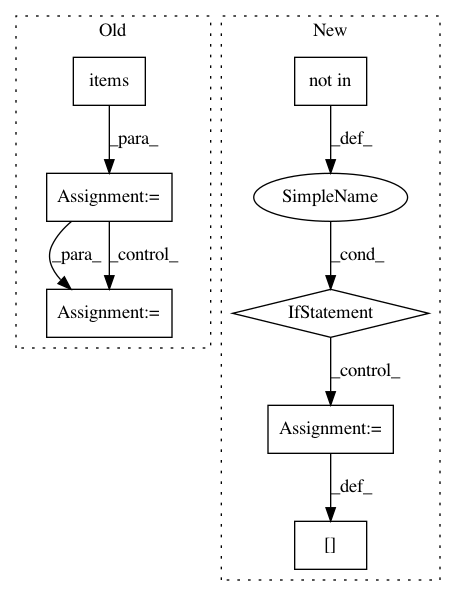 Old
New
items
not in
_para_
_def_
Assignment:=
SimpleName
_para_
_control_
_cond_
Assignment:=
IfStatement
_control_
Assignment:=
_def_
[]